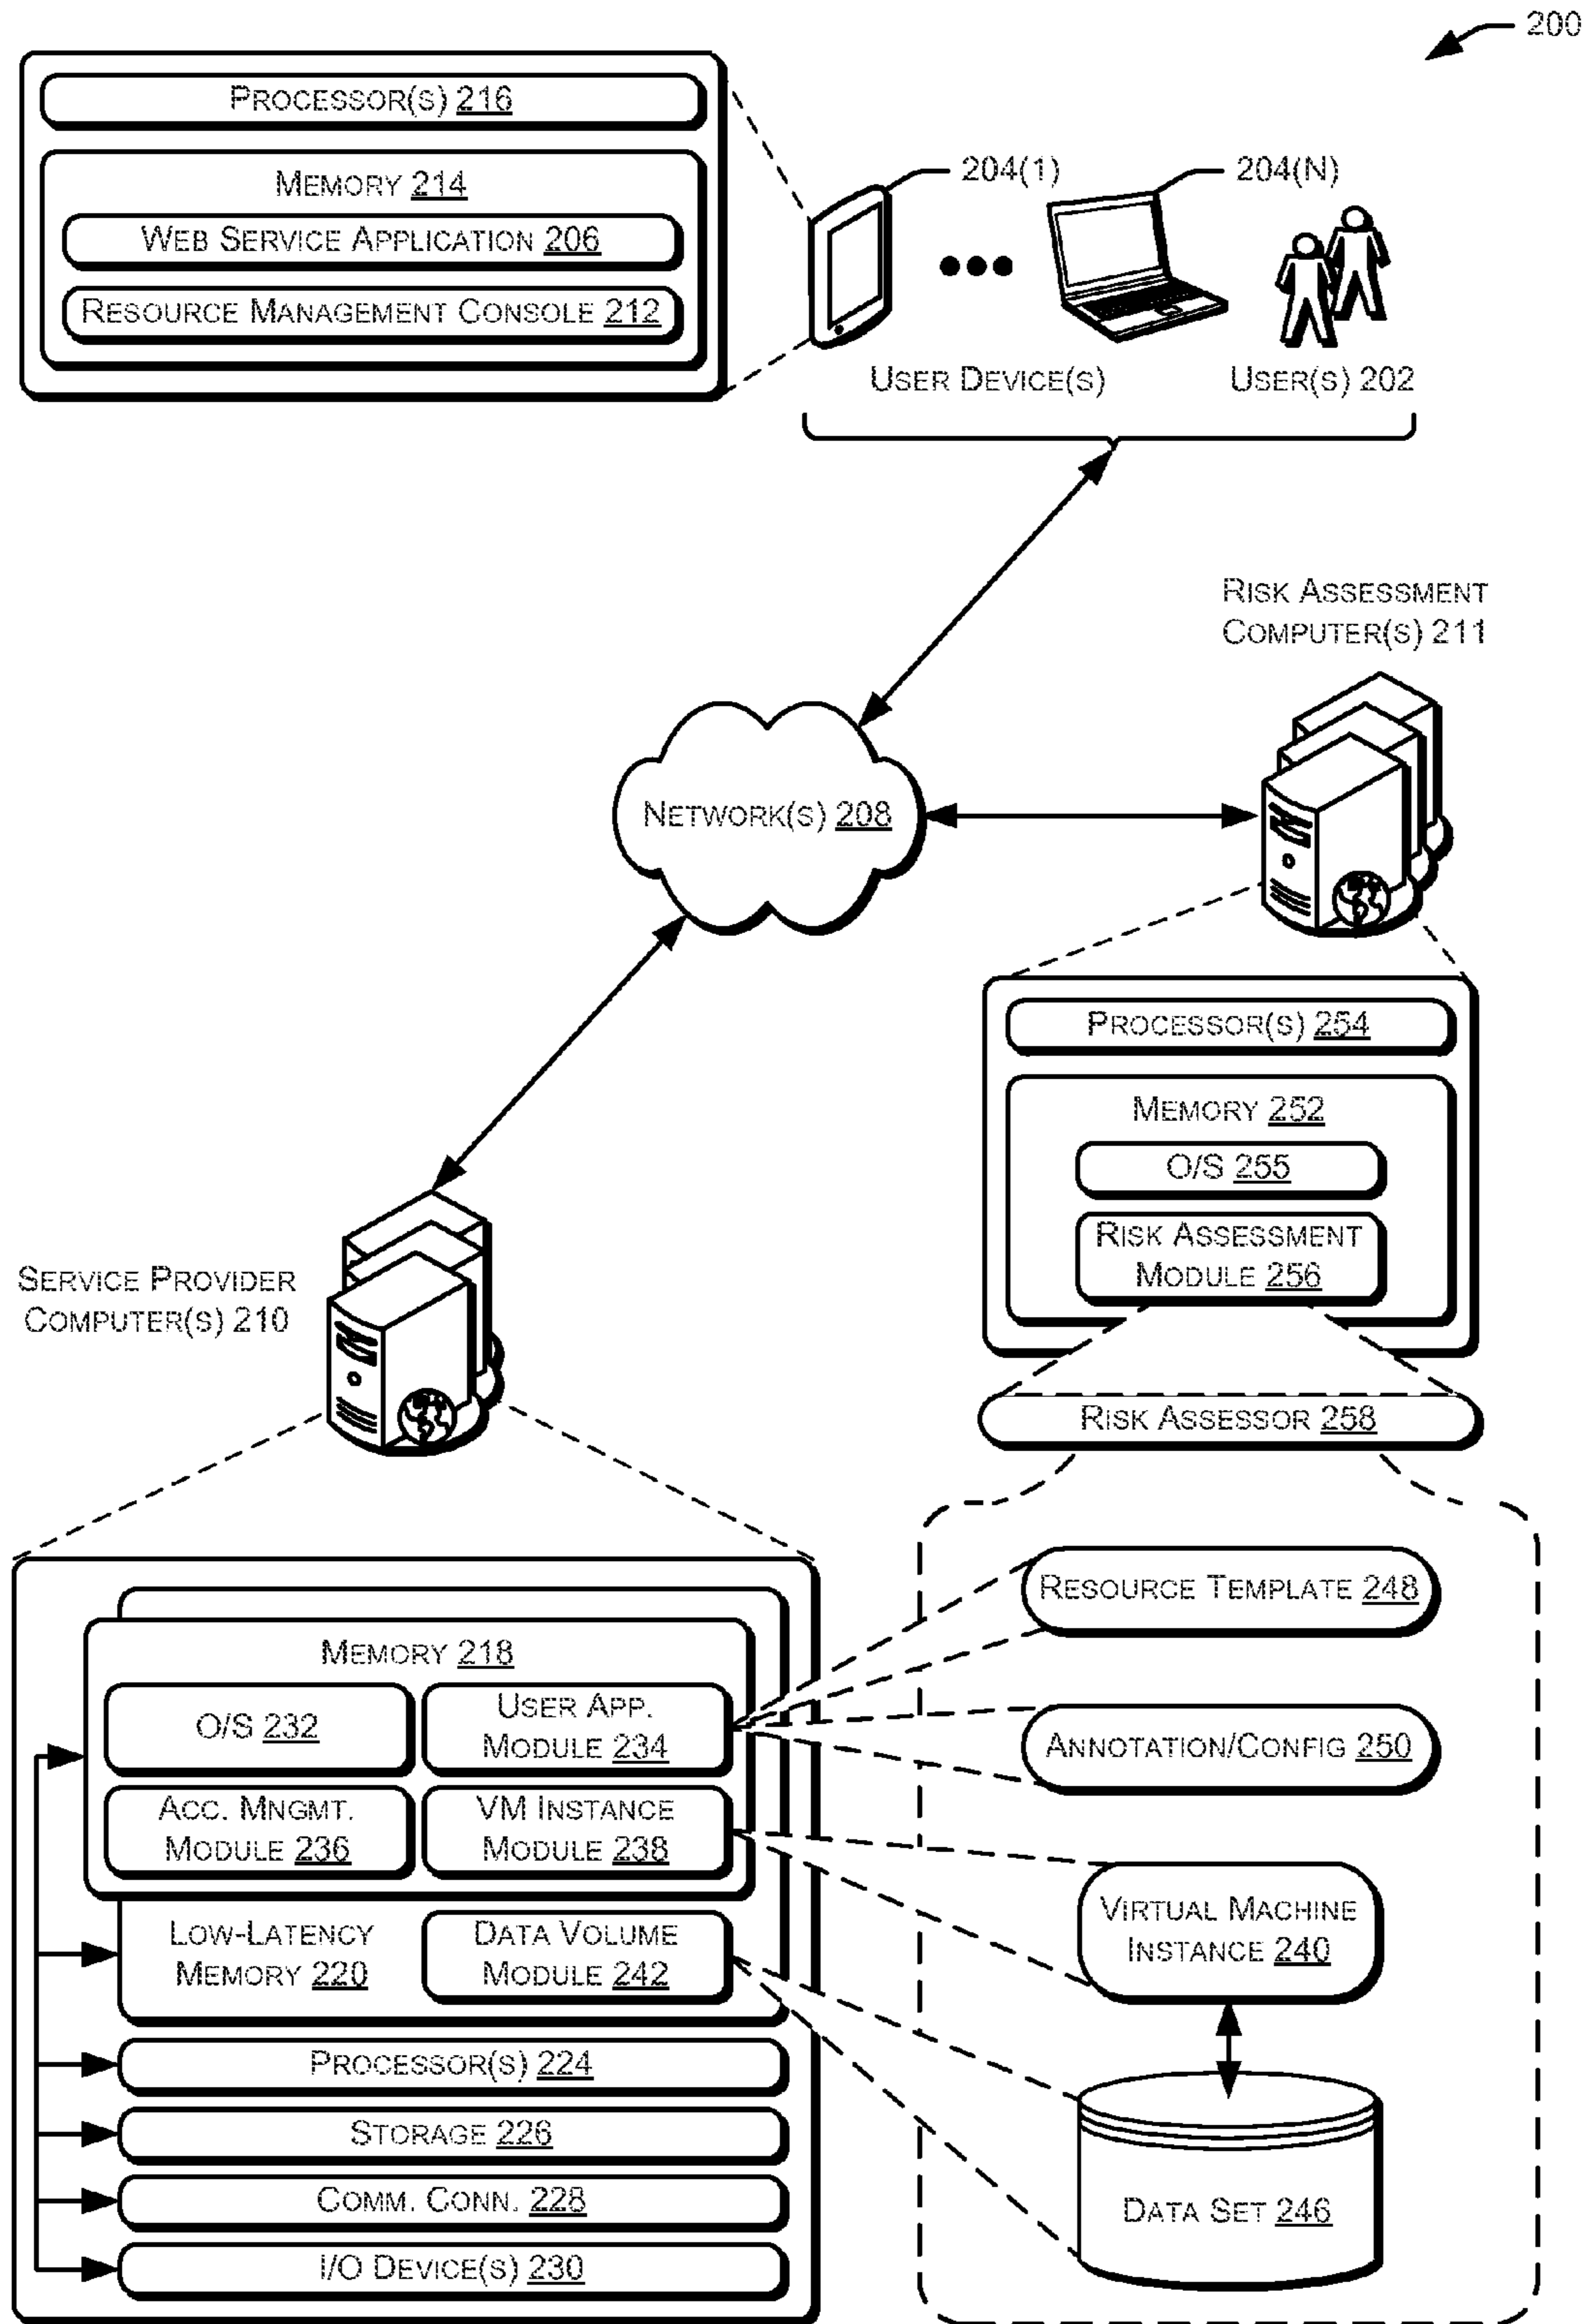 200
PROCESSOR(S) 216
MEMORY 214
WEB SERVICE APPLICATION 206
RESOURCE MANAGEMENT CONSOLE 212
204(1)
204(N)
USER DEVICE(S)
USER(S) 202
RISK ASSESSMENT
COMPUTER(S) 211
NETWORK(S) 208
PROCESSOR(S) 254
MEMORY 252
O/S 255
RISK ASSESSMENT
MODULE 256
SERVICE PROVIDER
COMPUTER(S) 210
RISK ASSESSOR 258
MEMORY 218
O/S 232
USER APP.
MODULE 234
ACC. MNGMT.
MODULE 236
VM INSTANCE
MODULE 238
LOW-LATENCY
MEMORY 220
DATA VOLUME
MODULE 242
PROCESSOR(S) 224
STORAGE 226
COMM. CONN. 228
I/O DEVICE(S) 230
RESOURCE TEMPLATE 248
ANNOTATION/CONFIG 250
VIRTUAL MACHINE
INSTANCE 240
DATA SET 246